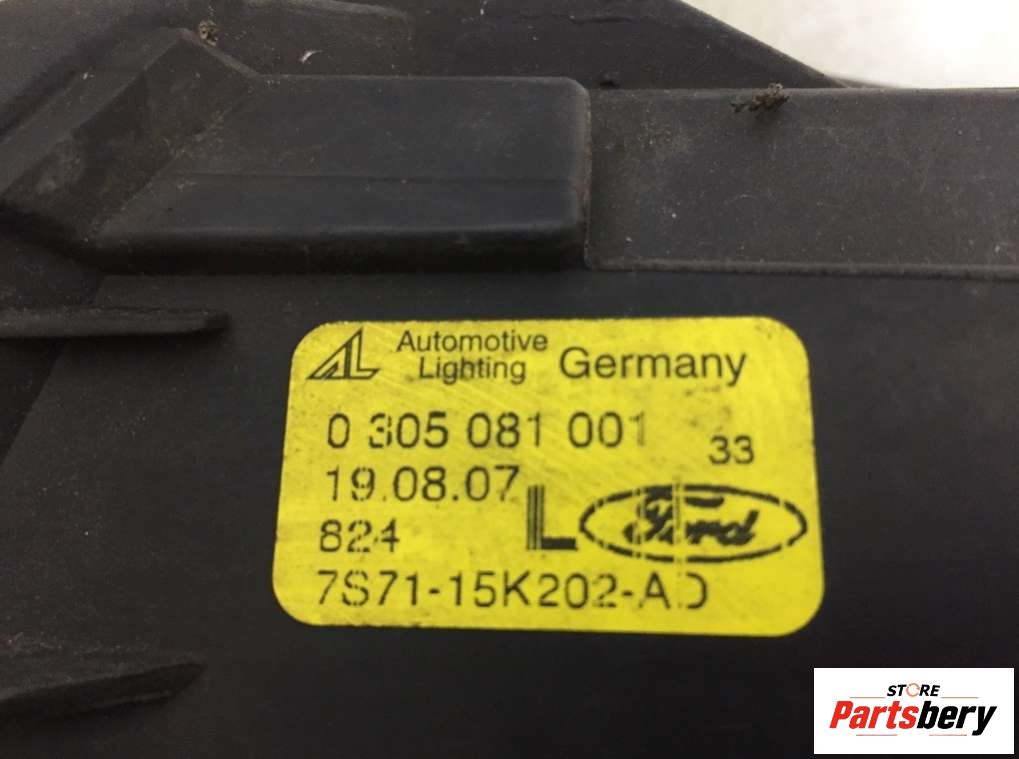 AL Automotive
Lighting Germany
0 305 081 001
33
19.08.07
L Ford
824
7S71-15K202-AD
STORE
Partsbery